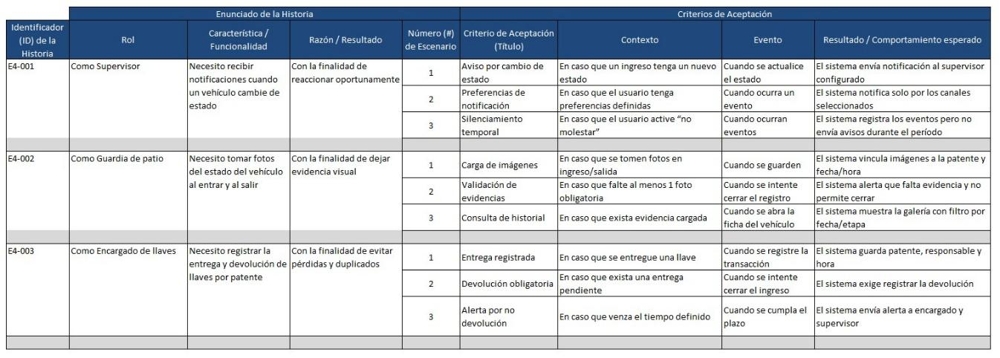 Enunciado de la Historia
Criterios de Aceptación
Identificador
(ID) de la
Historia
Rol
Característica /
Funcionalidad
Razón / Resultado
Número (#)
de Escenario
Criterio de Aceptación
(Título)
Contexto
Evento
Resultado / Comportamiento esperado
E4-001
Como Supervisor
Necesito recibir
notificaciones cuando
un vehículo cambie de
estado
Con la finalidad de
reaccionar oportunamente
1
Aviso por cambio de
estado
En caso que un ingreso tenga un nuevo
estado
Cuando se actualice
el estado
El sistema envía notificación al supervisor
configurado
2
Preferencias de
notificación
En caso que el usuario tenga
preferencias definidas
Cuando ocurra un
evento
El sistema notifica solo por los canales
seleccionados
3
Silenciamiento
temporal
En caso que el usuario active “no
molestar”
Cuando ocurran
eventos
El sistema registra los eventos pero no
envía avisos durante el período
E4-002
Como Guardia de patio
Necesito tomar fotos
del estado del vehículo
al entrar y al salir
Con la finalidad de dejar
evidencia visual
1
Carga de imágenes
En caso que se tomen fotos en
ingreso/salida
Cuando se guarden
El sistema vincula imágenes a la patente y
fecha/hora
2
Validación de
evidencias
En caso que falte al menos 1 foto
obligatoria
Cuando se intente
cerrar el registro
El sistema alerta que falta evidencia y no
permite cerrar
3
Consulta de historial
En caso que exista evidencia cargada
Cuando se abra la
ficha del vehículo
El sistema muestra la galería con filtro por
fecha/etapa
E4-003
Como Encargado de llaves
Necesito registrar la
entrega y devolución de
llaves por patente
Con la finalidad de evitar
pérdidas y duplicados
1
Entrega registrada
En caso que se entregue una llave
Cuando se registre la
transacción
El sistema guarda patente, responsable y
hora
2
Devolución obligatoria
En caso que exista una entrega
pendiente
Cuando se intente
cerrar el ingreso
El sistema exige registrar la devolución
3
Alerta por no
devolución
En caso que venza el tiempo definido
Cuando se cumpla el
plazo
El sistema envía alerta a encargado y
supervisor